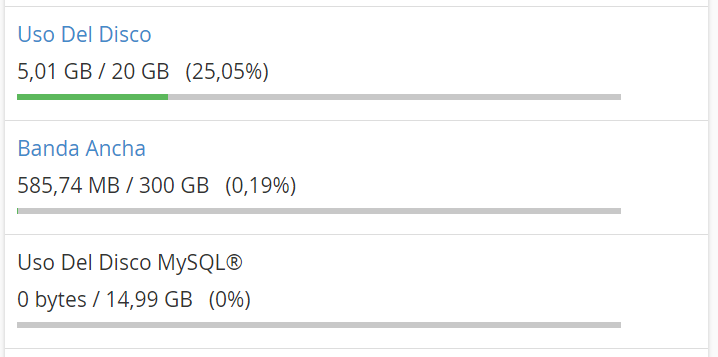 Uso Del Disco
5,01 GB / 20 GB (25,05%)
Banda Ancha
585,74 MB / 300 GB (0,19%)
Uso Del Disco MySQL®
0 bytes / 14,99 GB (0%)